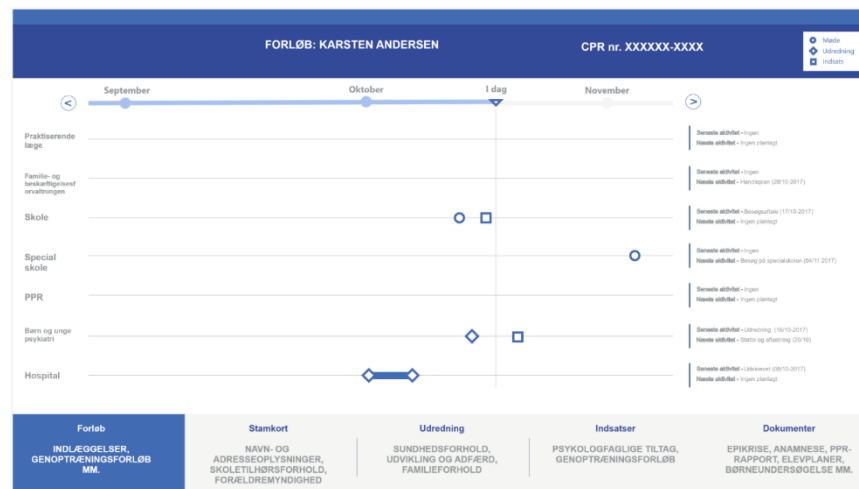 FORLØB: KARSTEN ANDERSEN
CPR nr. XXXXXX-XXXX
Møde
Udredning
Indsats
<
September
Oktober
I dag
November
>
Praktiserende
læge
Seneste aktivitet - Ingen
Næste aktivitet - Ingen planlagt
Familie- og
beskæftigelsesf
orvaltningen
Seneste aktivitet - Ingen
Næste aktivitet - Handleplan (28/10-2017)
Skole
Seneste aktivitet - Besøgsaftale (17/10-2017)
Næste aktivitet - Ingen planlagt
Special
skole
Seneste aktivitet - Ingen
Næste aktivitet - Besøg på specialskolen (04/11 2017)
PPR
Seneste aktivitet - Ingen
Næste aktivitet - Ingen planlagt
Børn og unge
psykiatri
Seneste aktivitet - Udredning (16/10-2017)
Næste aktivitet - Støtte og aflastning (20/10)
Hospital
Seneste aktivitet - Udskrevet (08/10-2017)
Næste aktivitet - Ingen planlagt
Forløb
INDLÆGGELSER,
GENOPTRÆNINGSFORLØB
MM.
Stamkort
NAVN- OG
ADRESSEOPLYSNINGER,
SKOLETILHØRSFORHOLD,
FORÆLDREMYNDIGHED
Udredning
SUNDHEDSFORHOLD,
UDVIKLING OG ADFÆRD,
FAMILIEFORHOLD
Indsatser
PSYKOLOGFAGLIGE TILTAG,
GENOPTRÆNINGSFORLØB
Dokumenter
EPIKRISE, ANAMNESE, PPR-
RAPPORT, ELEVPLANER,
BØRNEUNDERSØGELSE MM.